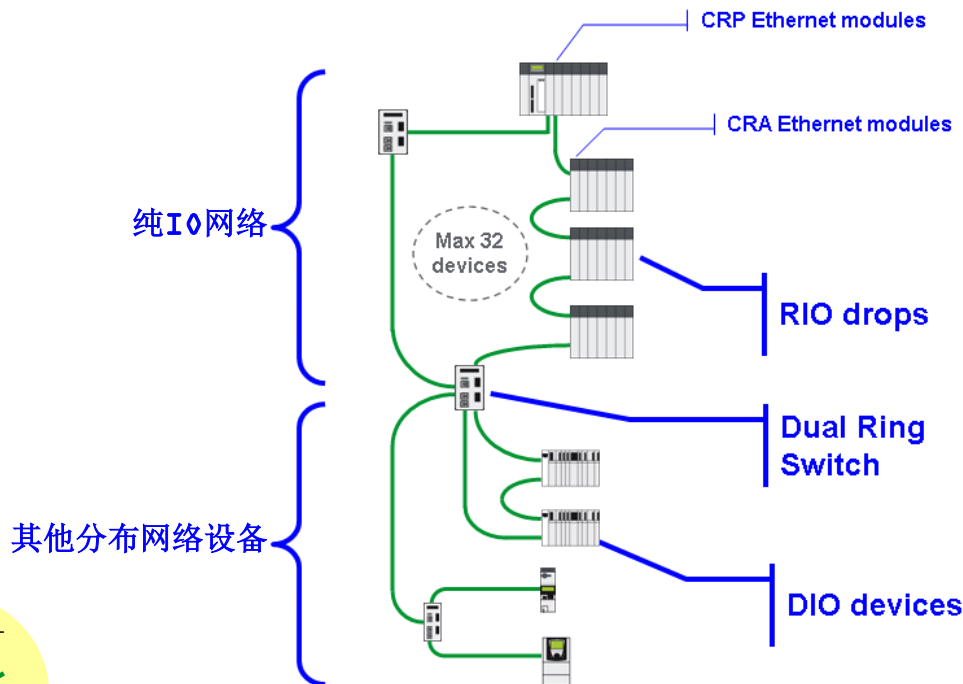 CRP Ethernet modules
CRA Ethernet modules
纯IO网络
Max 32
devices
RIO drops
Dual Ring
Switch
其他分布网络设备
DIO devices